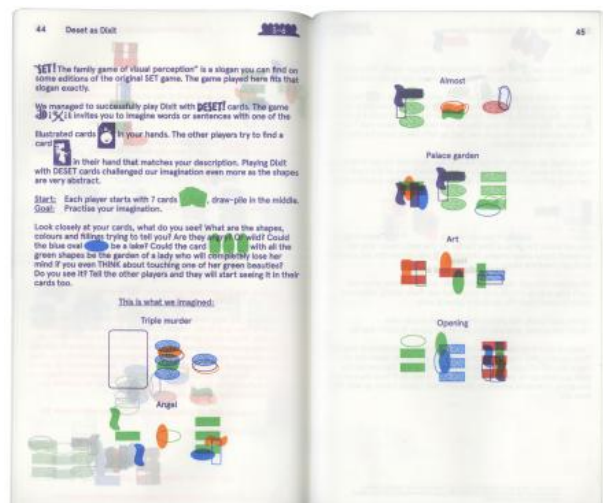 44 Deset as Dixit
"SET! The family game of visual perception" is a slogan you can find on
some editions of the original SET game. The game played here fits that
slogan exactly.
We managed to successfully play Dixit with DESET! cards. The game
Dixit invites you to imagine words or sentences with one of the
illustrated cards in your hands. The other players try to find a
card
in their hand that matches your description. Playing Dixit
with DESET cards challenged our imagination even more as the shapes
are very abstract.
Start: Each player starts with 7 cards , draw-pile in the middle.
Goal: Practise your imagination.
Look closely at your cards, what do you see? What are the shapes,
colours and fillings trying to tell you? Are they angry? Or wild? Could
the blue oval be a lake? Could the card with all the
green shapes be the garden of a lady who will completely lose her
mind if you even THINK about touching one of her green beauties?
Do you see it? Tell the other players and they will start seeing it in their
cards too.
This is what we imagined:
Triple murder
Angel
45
Almost
Palace garden
Art
Opening